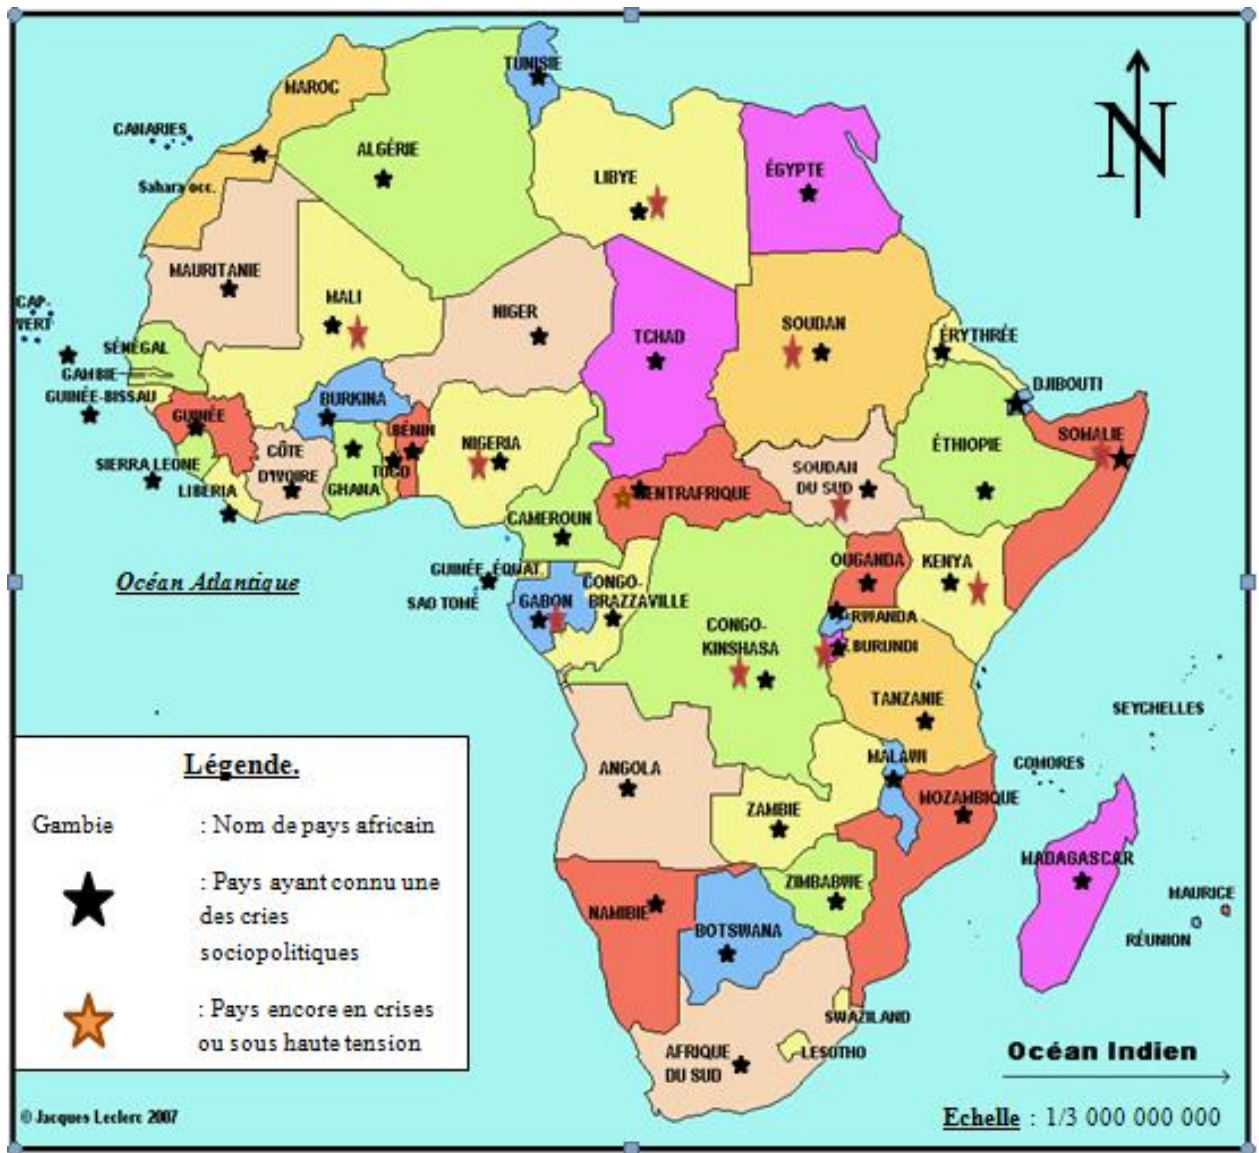 TUNISIE
MAROC
CANARIES
ALGÉRIE
LIBYE
ÉGYPTE
Sahara occ.
MAURITANIE
MALI
NIGER
TCHAD
SOUDAN
ÉRYTHRÉE
CAP-
VERT
SÉNÉGAL
GAMBIE
GUINÉE-BISSAU
GUINÉE
BURKINA
BÉNIN
NIGERIA
DJIBOUTI
SOMALIE
ÉTHIOPIE
CÔTE
D'IVOIRE
SIERRA LEONE
LIBERIA
GHANA
TOGO
CENTRAFRIQUE
SOUDAN
DU SUD
CAMEROUN
Océan Atlantique
GUINÉE ÉQUAT.
SAO TOMÉ
GABON
CONGO-
BRAZZAVILLE
OUGANDA
KENYA
RWANDA
BURUNDI
CONGO-
KINSHASA
TANZANIE
SEYCHELLES
COMORES
ANGOLA
ZAMBIE
MALAWI
MOZAMBIQUE
MADAGASCAR
MAURICE
RÉUNION
NAMIBIE
ZIMBABWE
BOTSWANA
SWAZILAND
LESOTHO
AFRIQUE
DU SUD
N
Légende.
Gambie : Nom de pays africain
: Pays ayant connu une
des cries
sociopolitiques
: Pays encore en crises
ou sous haute tension
© Jacques Leclerc 2007
Océan Indien
Echelle : 1/3 000 000 000